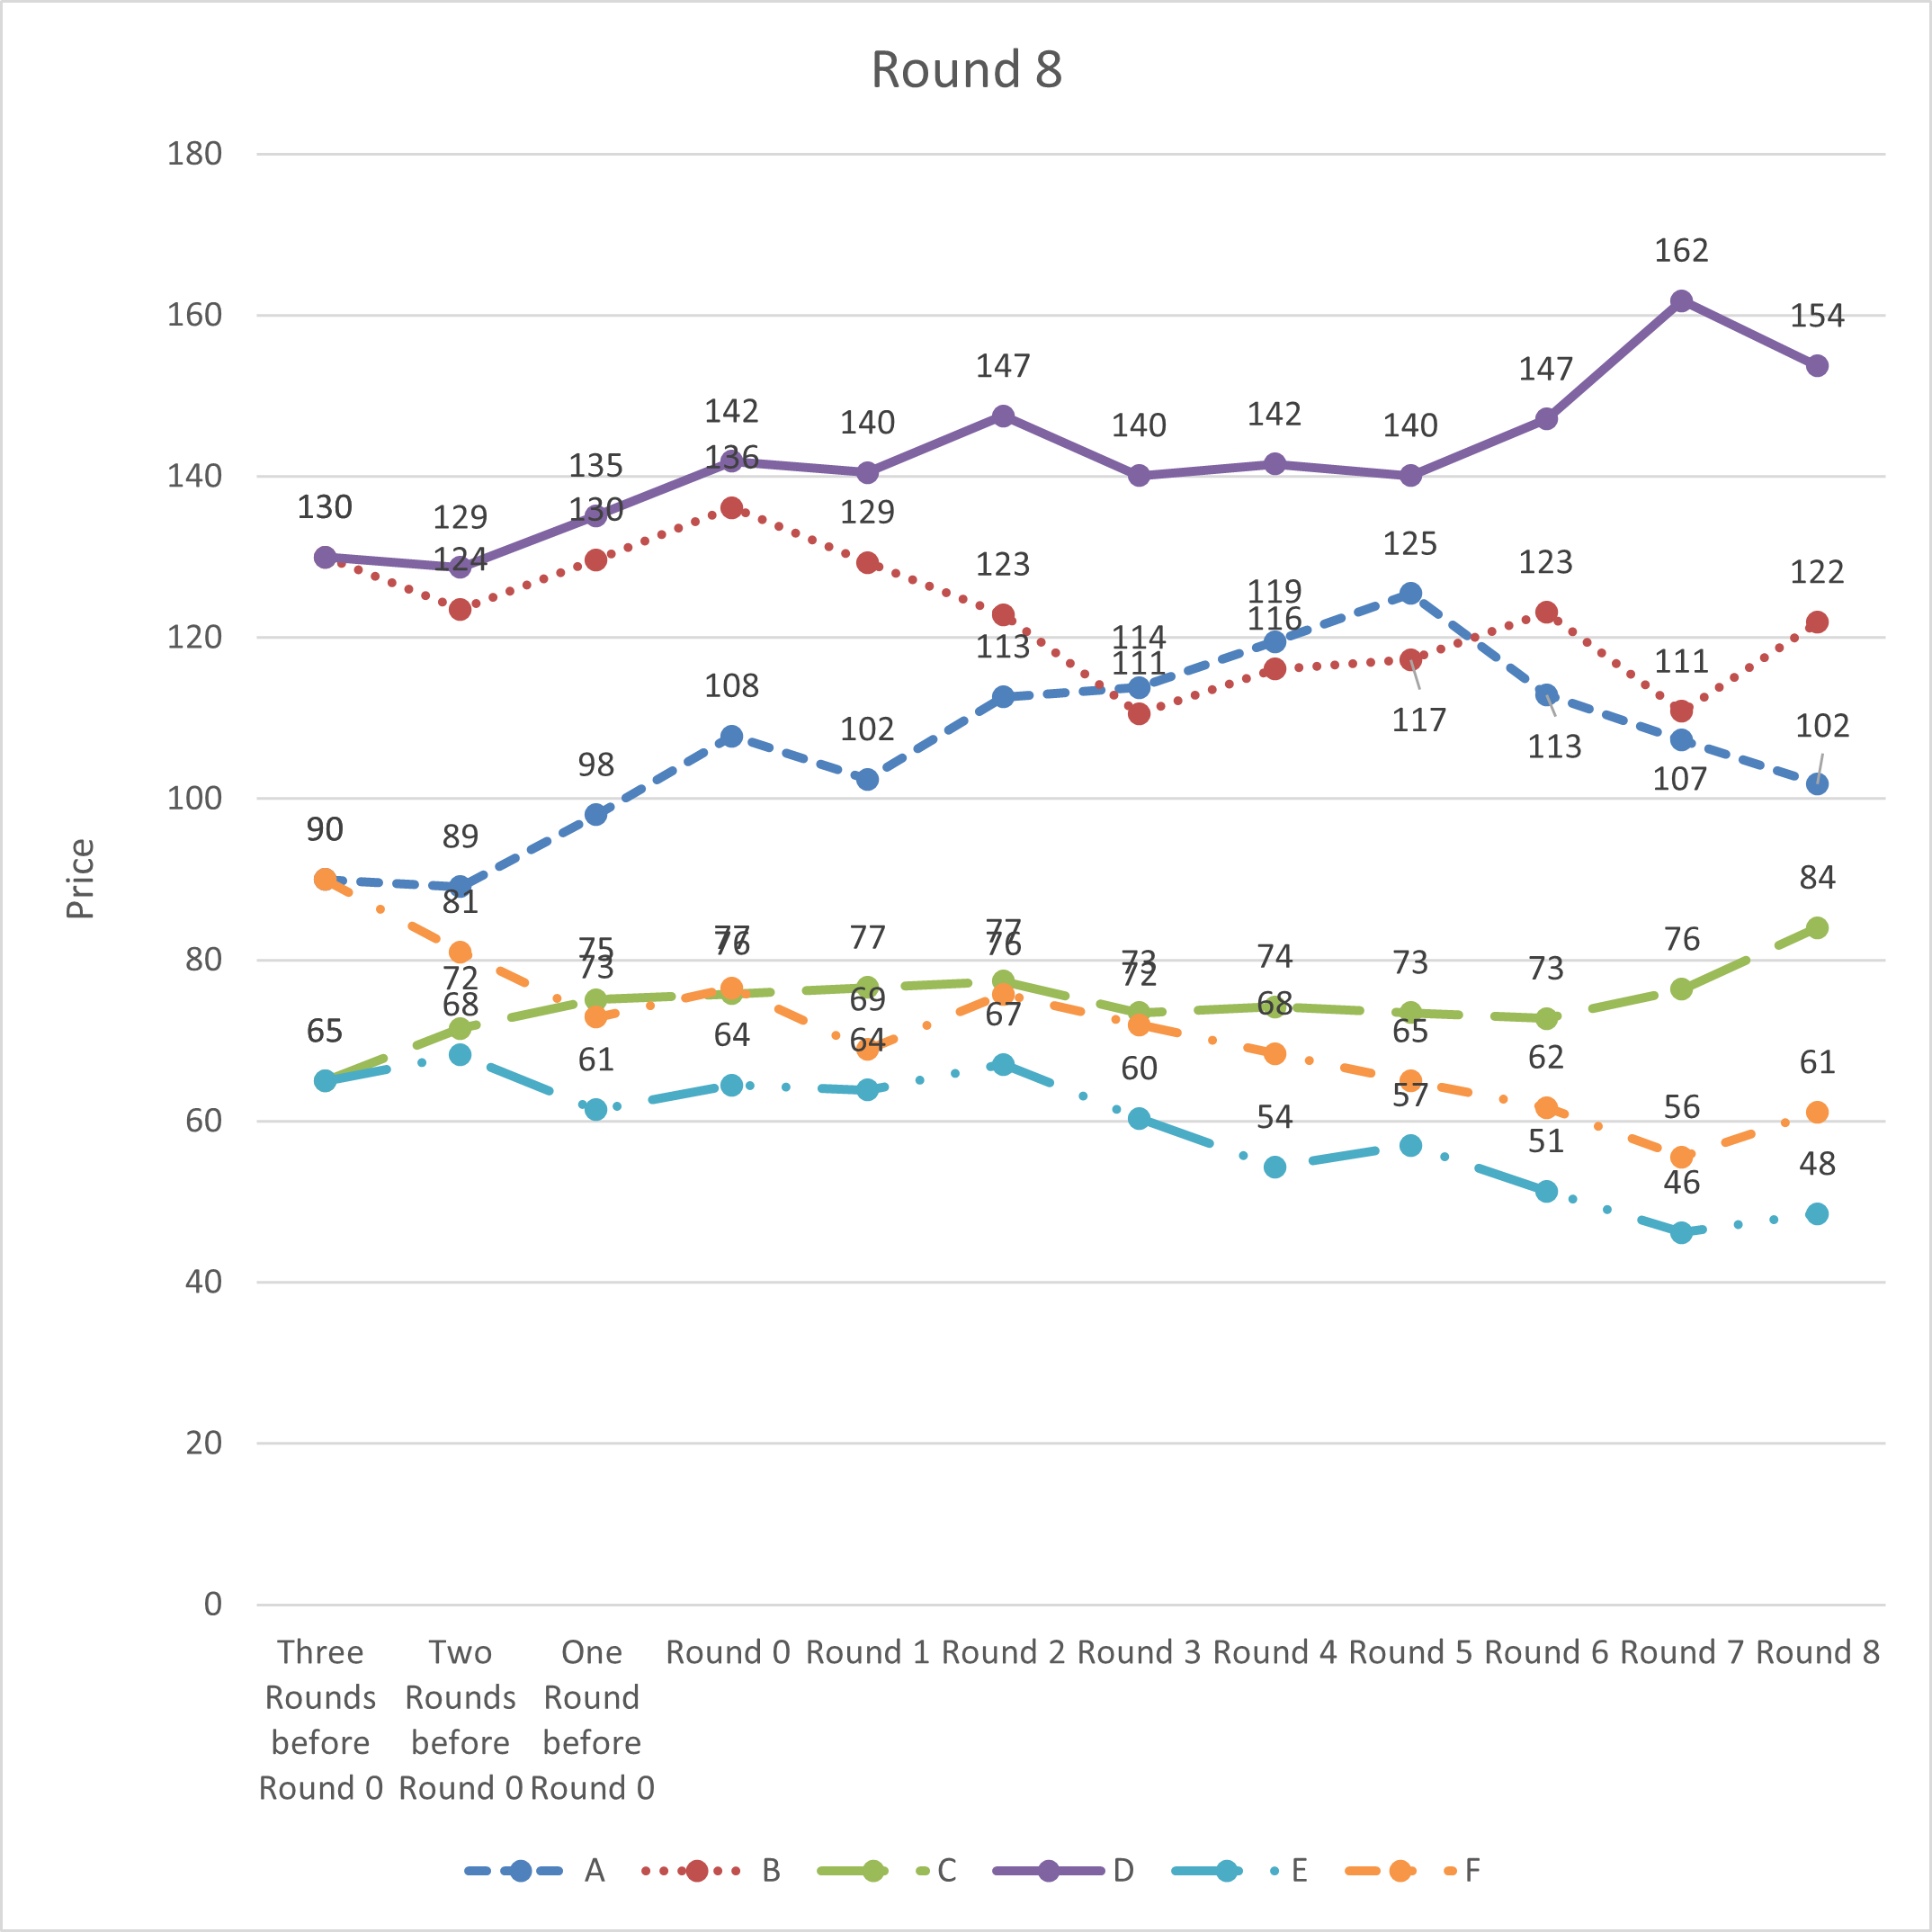 Round 8
180
160
140
120
100
80
60
40
20
0
Price
130 129 135 142 140 147 140 142 140 147 162 154
124 130 136 129 123 111 116 117 123 111 122
90 89 98 108 102 113 114 119 125 113 107 102
81 73 77 69 76 72 68 65 62 56 61
65 72 75 76 77 77 73 74 73 73 76 84
68 61 64 64 67 60 54 57 51 46 48
Three Rounds before Round 0
Two Rounds before Round 0
One Round before Round 0
Round 0
Round 1
Round 2
Round 3
Round 4
Round 5
Round 6
Round 7
Round 8
A B C D E F